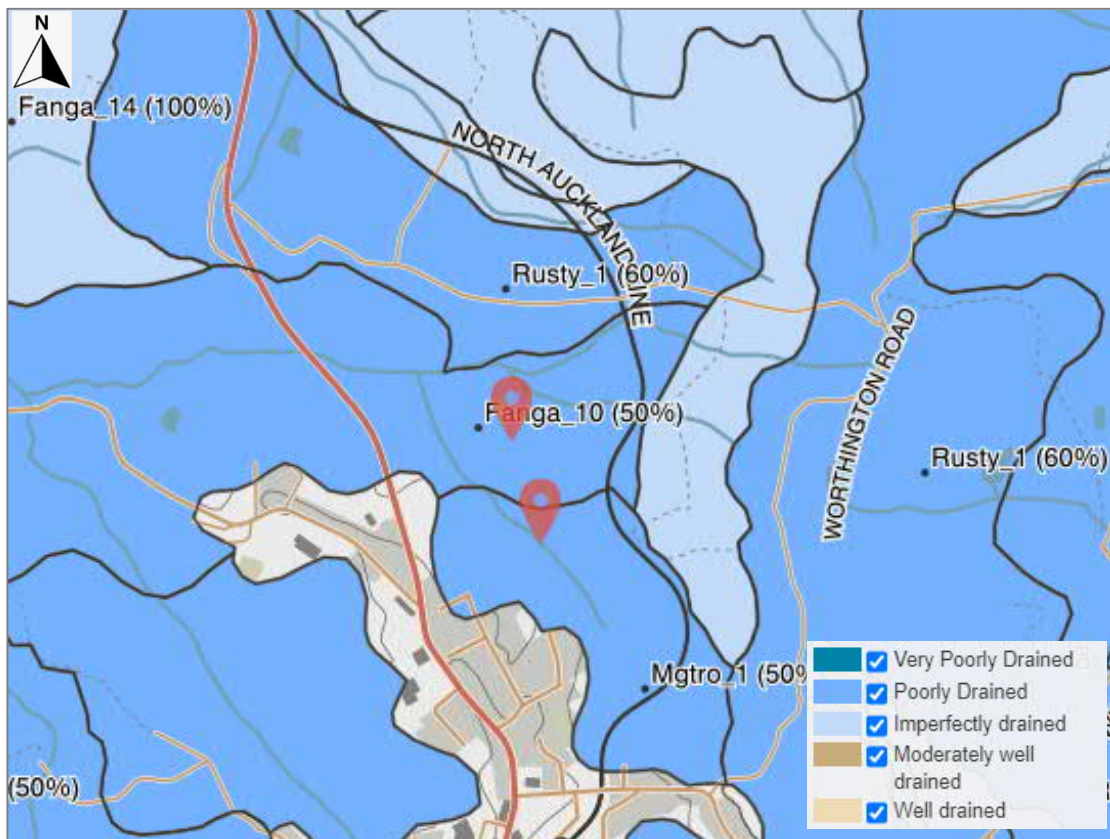 N
Fanga_14 (100%)
NORTH AUCKLAND LINE
Rusty_1 (60%)
WORTHINGTON ROAD
Fanga_10 (50%)
Rusty_1 (60%)
Mgtro_1 (50%
(50%)
Very Poorly Drained
Poorly Drained
Imperfectly drained
Moderately well
drained
Well drained